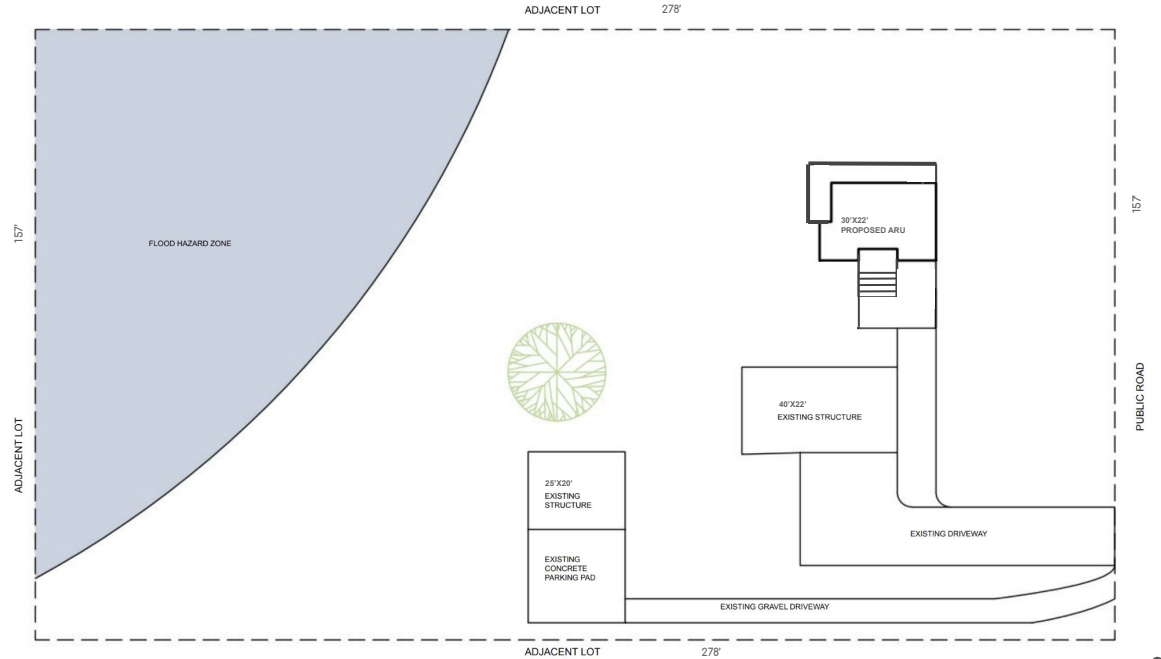 ADJACENT LOT 278'
157'
FLOOD HAZARD ZONE
30'X22'
PROPOSED ARU
157'
PUBLIC ROAD
40'X22'
EXISTING STRUCTURE
ADJACENT LOT
25'X20'
EXISTING
STRUCTURE
EXISTING DRIVEWAY
EXISTING
CONCRETE
PARKING PAD
EXISTING GRAVEL DRIVEWAY
ADJACENT LOT 278'